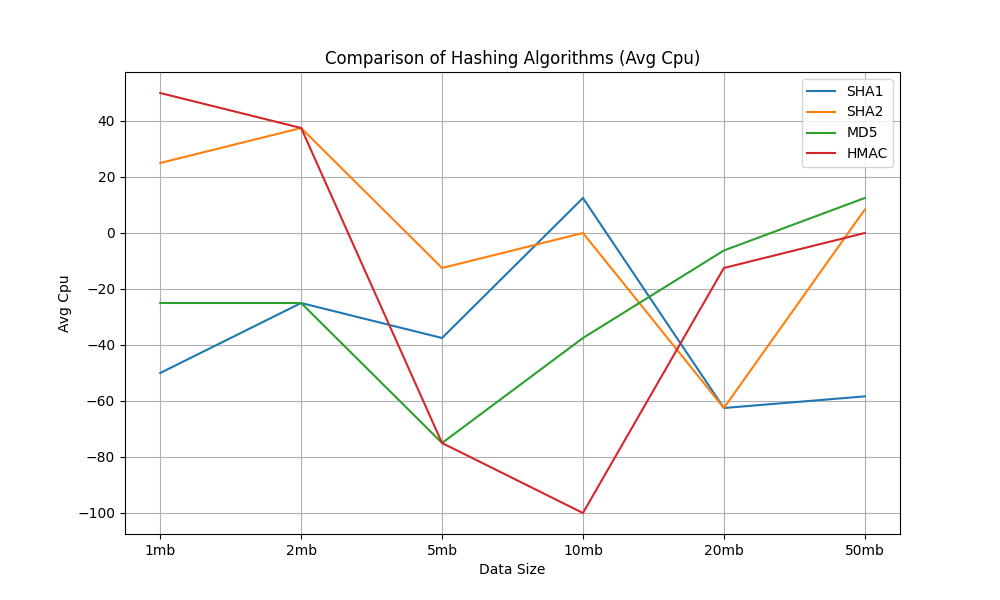 Comparison of Hashing Algorithms (Avg Cpu)
SHA1
SHA2
MD5
HMAC
40
20
0
−20
−40
−60
−80
−100
Avg Cpu
1mb 2mb 5mb 10mb 20mb 50mb
Data Size